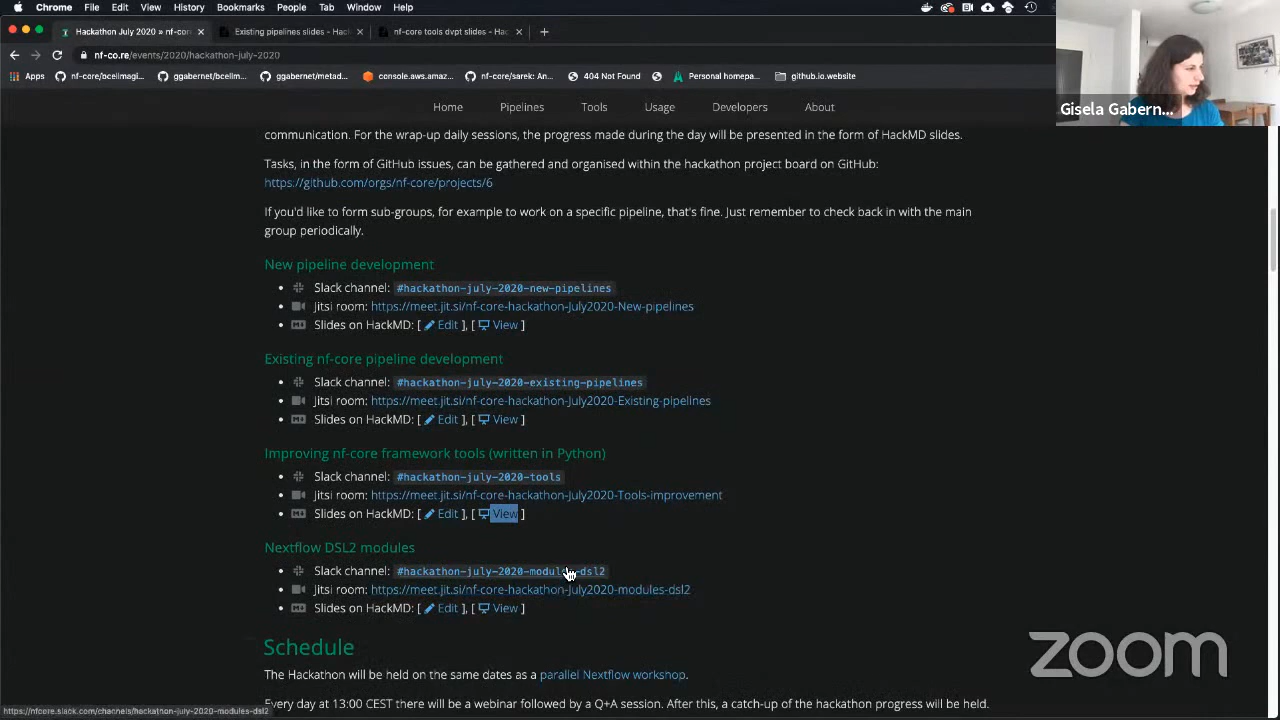 Chrome File Edit View History Bookmarks People Tab Window Help
Hackathon July 2020 » nf-cor
Existing pipelines slides - Hac
nf-core tools dvpt slides - Hac
nf-co.re/events/2020/hackathon-july-2020
Apps nf-core/bcellmagi... ggabernet/bcellm... ggabernet/metad... console.aws.amaz... nf-core/sarek: An... 404 Not Found Personal homepa... github.io.website
Home Pipelines Tools Usage Developers About
Gisela Gabern...
communication. For the wrap-up daily sessions, the progress made during the day will be presented in the form of HackMD slides.
Tasks, in the form of GitHub issues, can be gathered and organised within the hackathon project board on GitHub:
https://github.com/orgs/nf-core/projects/6
If you'd like to form sub-groups, for example to work on a specific pipeline, that's fine. Just remember to check back in with the main
group periodically.
New pipeline development
Slack channel: #hackathon-july-2020-new-pipelines
Jitsi room: https://meet.jit.si/nf-core-hackathon-July2020-New-pipelines
Slides on HackMD: [ Edit ], [ View ]
Existing nf-core pipeline development
Slack channel: #hackathon-july-2020-existing-pipelines
Jitsi room: https://meet.jit.si/nf-core-hackathon-July2020-Existing-pipelines
Slides on HackMD: [ Edit ], [ View ]
Improving nf-core framework tools (written in Python)
Slack channel: #hackathon-july-2020-tools
Jitsi room: https://meet.jit.si/nf-core-hackathon-July2020-Tools-improvement
Slides on HackMD: [ Edit ], [ View ]
Nextflow DSL2 modules
Slack channel: #hackathon-july-2020-modules-dsl2
Jitsi room: https://meet.jit.si/nf-core-hackathon-July2020-modules-dsl2
Slides on HackMD: [ Edit ], [ View ]
Schedule
zoom
The Hackathon will be held on the same dates as a parallel Nextflow workshop.
Every day at 13:00 CEST there will be a webinar followed by a Q+A session. After this, a catch-up of the hackathon progress will be held.
https://nfcore.slack.com/channels/hackathon-july-2020-modules-dsl2